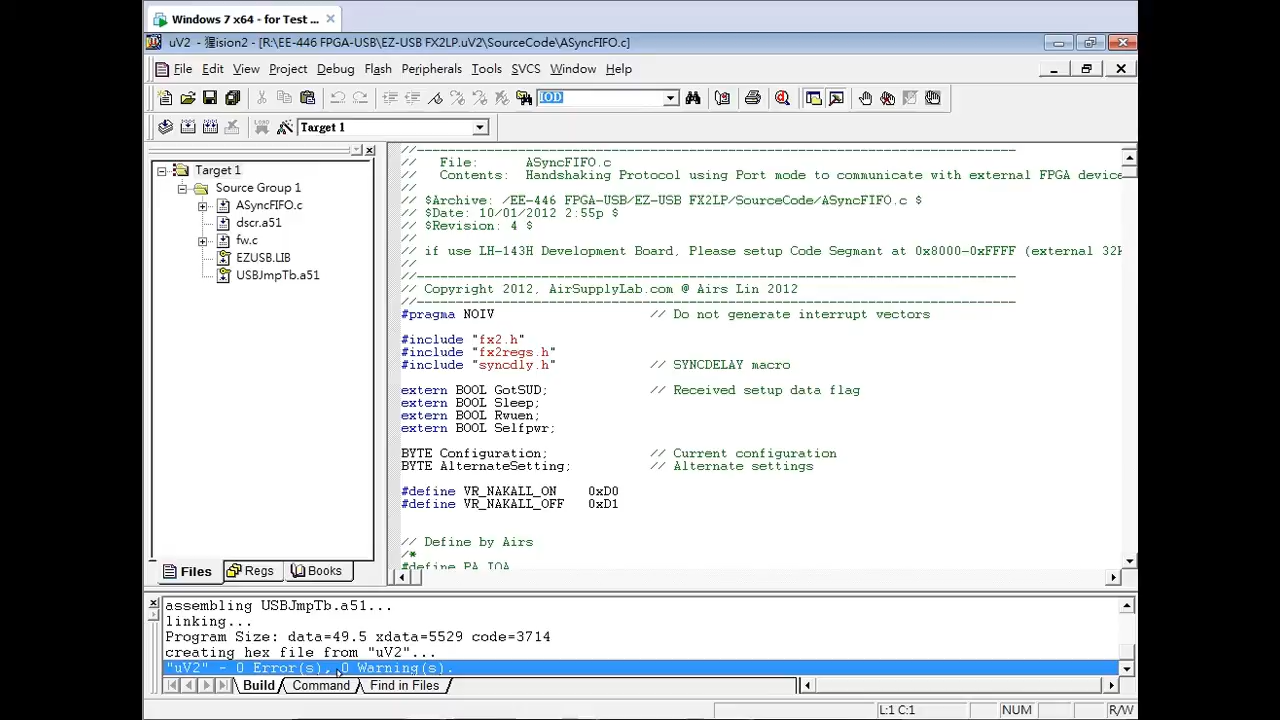 Windows 7 x64 - for Test ...
uV2 - [R:\EE-446 FPGA-USB\EZ-USB FX2LP.uV2\SourceCode\ASyncFIFO.c]
File Edit View Project Debug Flash Peripherals Tools SVCS Window Help
IOD
Target 1
Target 1
Source Group 1
ASyncFIFO.c
dscr.a51
fw.c
EZUSB.LIB
USBJmpTb.a51
Files Regs Books
//-----------------------------------------------------------------------------
// File: ASyncFIFO.c
// Contents: Handshaking Protocol using Port mode to communicate with external FPGA device
//
// $Archive: /EE-446 FPGA-USB/EZ-USB FX2LP/SourceCode/ASyncFIFO.c $
// $Date: 10/01/2012 2:55p $
// $Revision: 4 $
//
// if use LH-143H Development Board, Please setup Code Segmant at 0x8000-0xFFFF (external 32K
//
//-----------------------------------------------------------------------------
// Copyright 2012, AirSupplyLab.com @ Airs Lin 2012
//-----------------------------------------------------------------------------
#pragma NOIV // Do not generate interrupt vectors
#include "fx2.h"
#include "fx2regs.h"
#include "syncdly.h" // SYNCDELAY macro
extern BOOL GotSUD; // Received setup data flag
extern BOOL Sleep;
extern BOOL Rwuen;
extern BOOL Selfpwr;
BYTE Configuration; // Current configuration
BYTE AlternateSetting; // Alternate settings
#define VR_NAKALL_ON 0xD0
#define VR_NAKALL_OFF 0xD1
// Define by Airs
/*
#define PA IOA
assembling USBJmpTb.a51...
linking...
Program Size: data=49.5 xdata=5529 code=3714
creating hex file from "uV2"...
"uV2" - 0 Error(s), 0 Warning(s).
Build Command Find in Files
L:1 C:1 NUM R/W